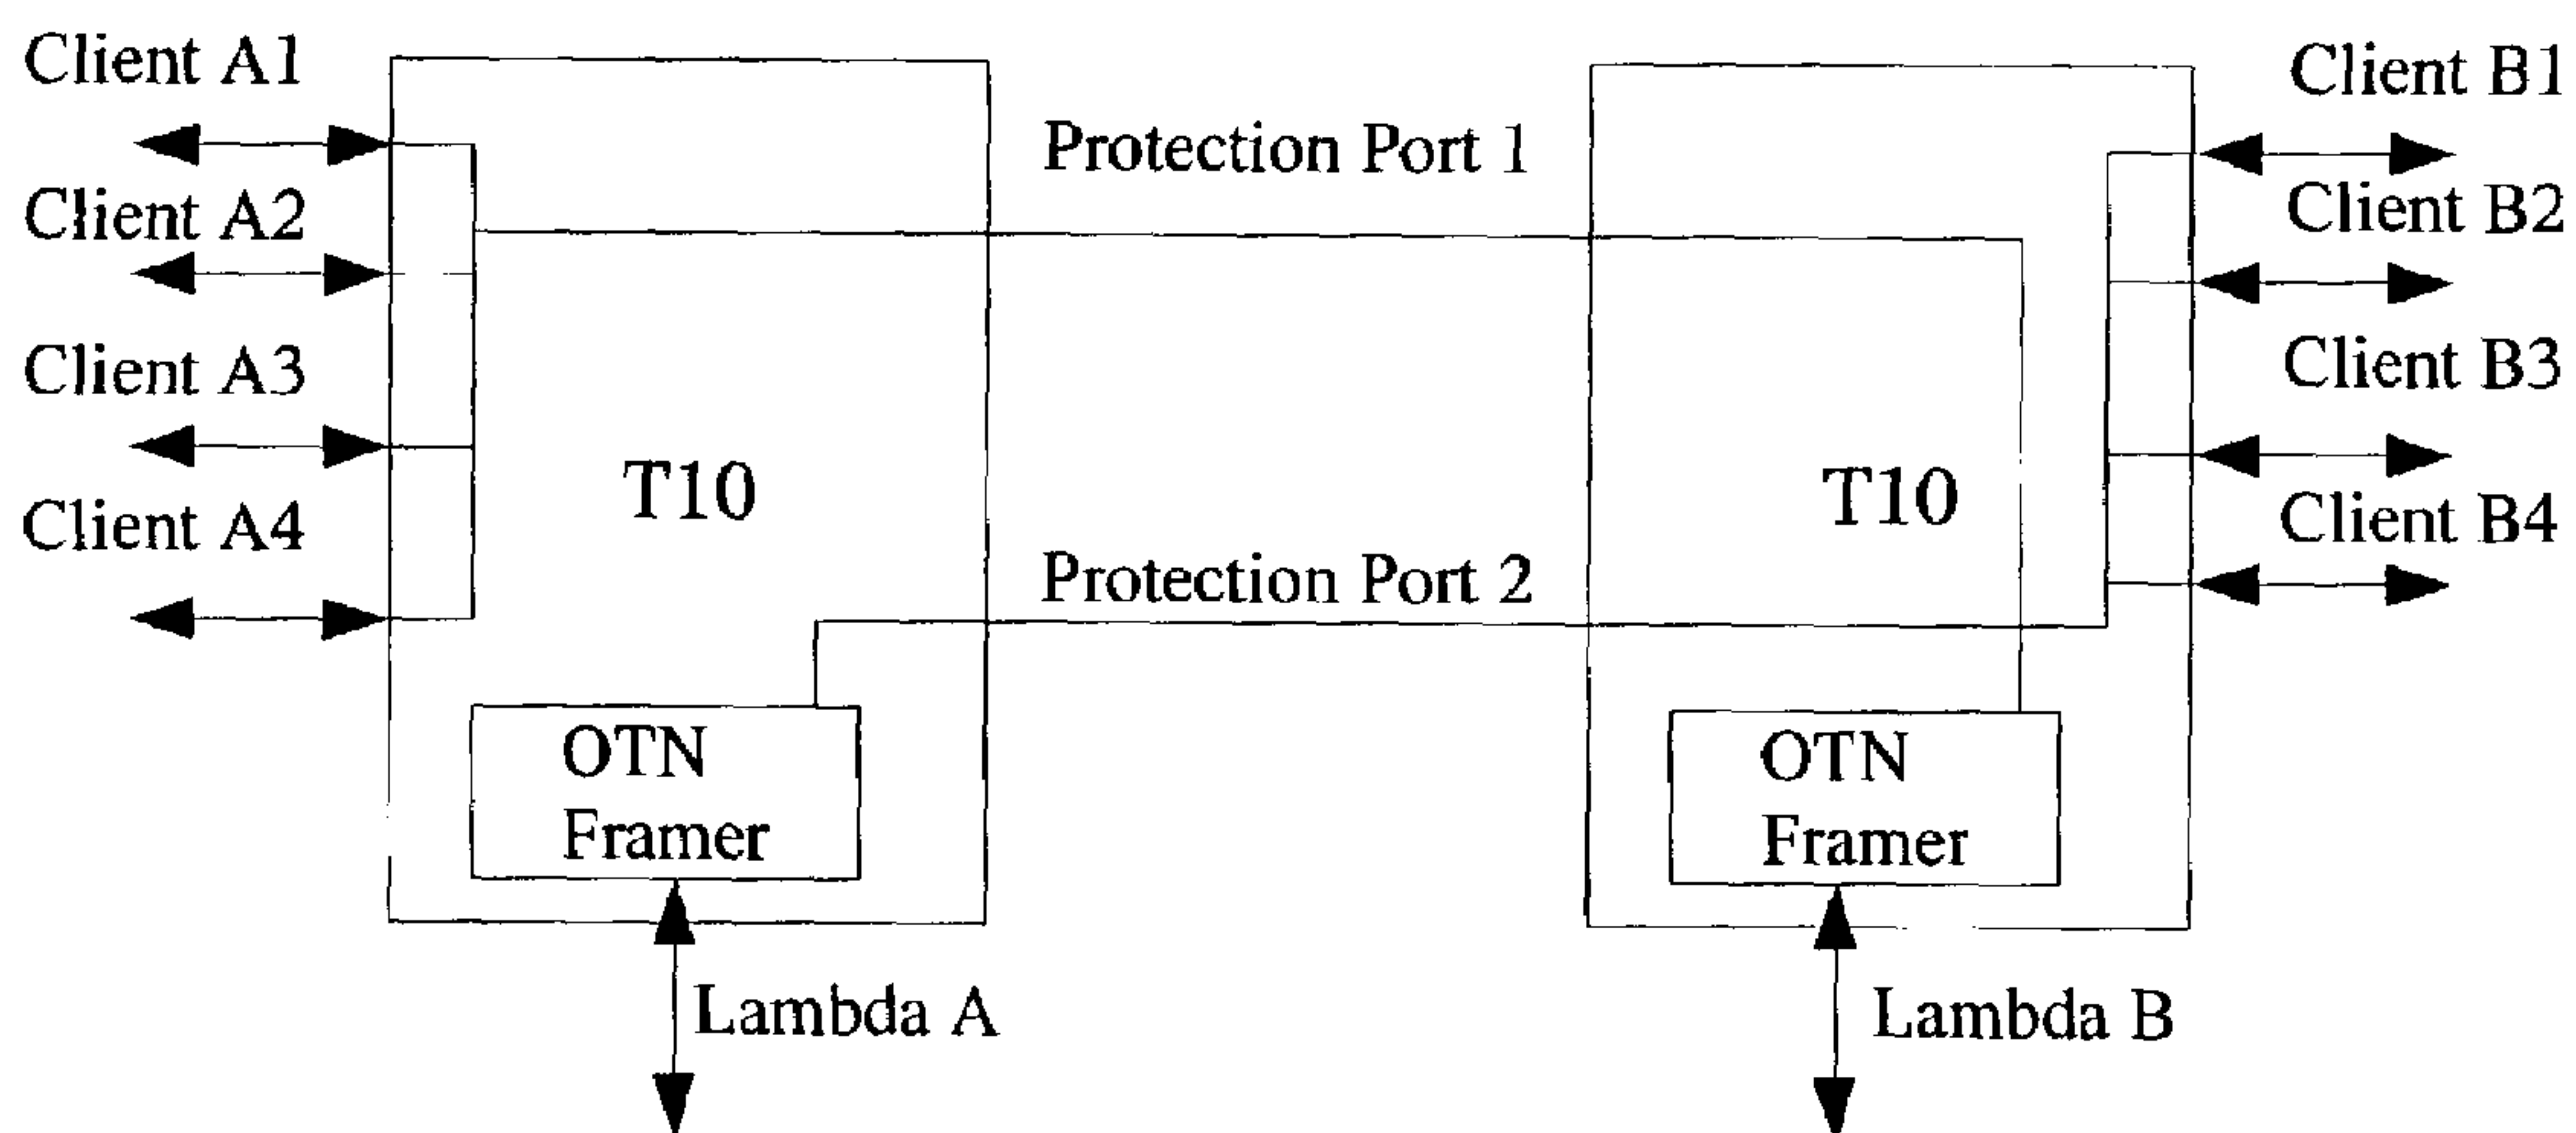 Client A1
Client A2
Client A3
Client A4
T10
OTN
Framer
Lambda A
Protection Port 1
Protection Port 2
T10
OTN
Framer
Lambda B
Client B1
Client B2
Client B3
Client B4